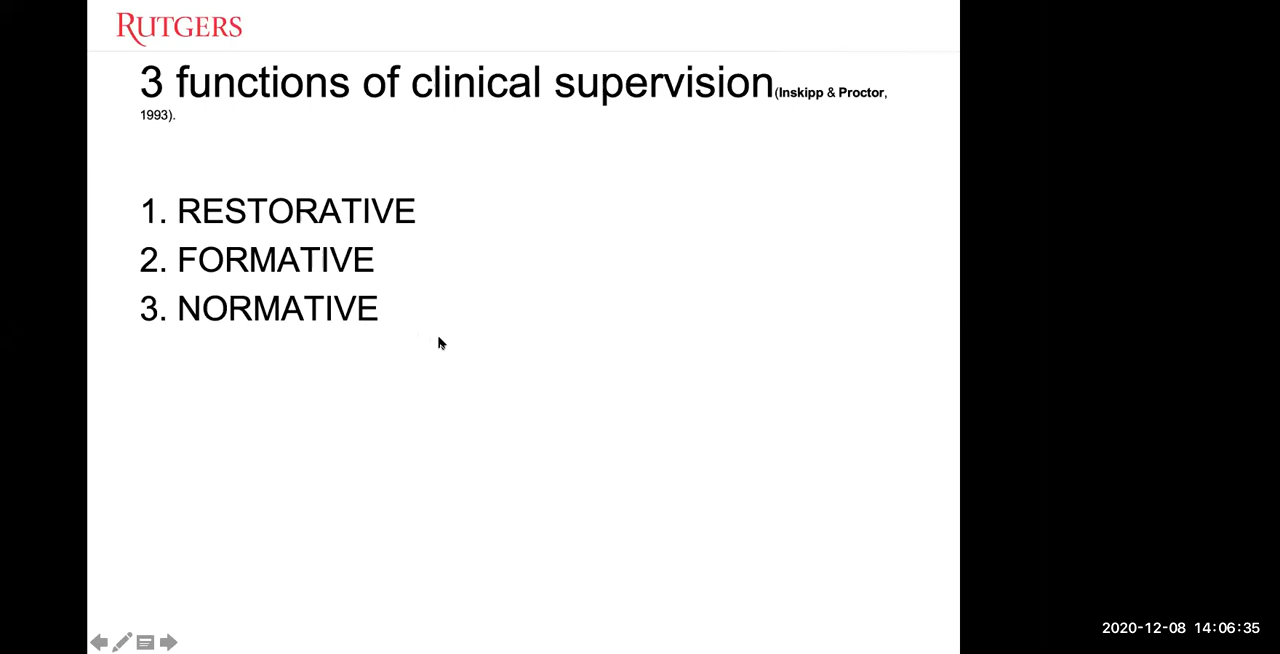 RUTGERS
3 functions of clinical supervision(Inskipp & Proctor,
1993).
1. RESTORATIVE
2. FORMATIVE
3. NORMATIVE
2020-12-08 14:06:35